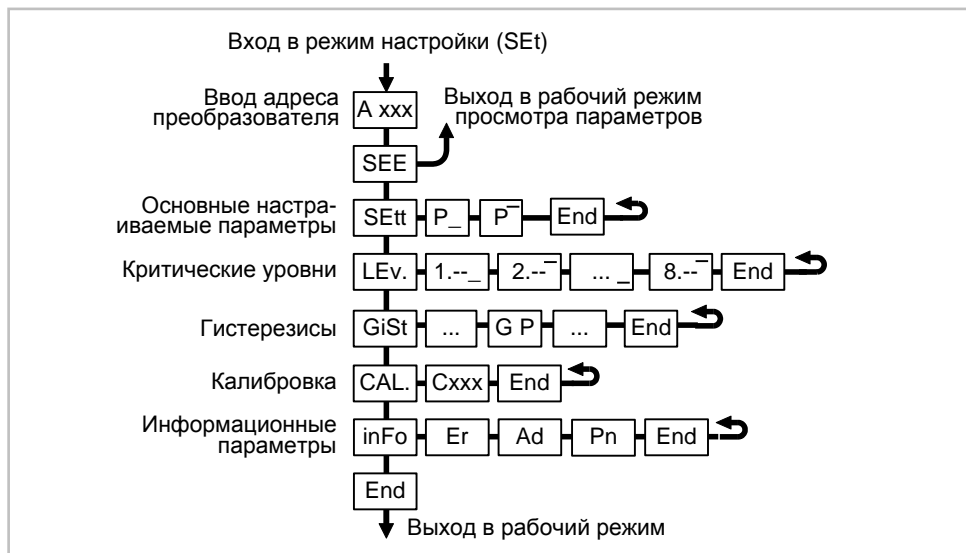 Вход в режим настройки (SEt)
Ввод адреса
преобразователя
A xxx
Выход в рабочий режим
просмотра параметров
SEE
Основные настра-
иваемые параметры
SEtt P_ P¯ End
Критические уровни LEv. 1.--_ 2.--¯ ... _ 8.--¯ End
Гистерезисы GiSt ... G P ... End
Калибровка CAL. Cxxx End
Информационные
параметры
inFo Er Ad Pn End
End
Выход в рабочий режим